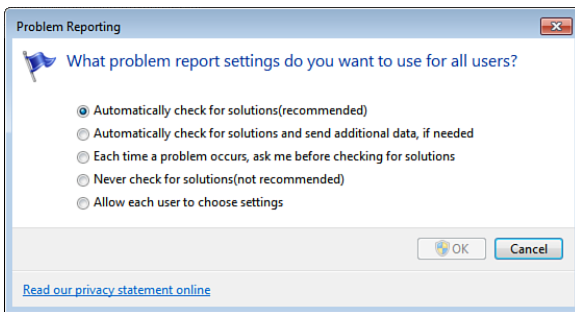 Problem Reporting
What problem report settings do you want to use for all users?
Automatically check for solutions(recommended)
Automatically check for solutions and send additional data, if needed
Each time a problem occurs, ask me before checking for solutions
Never check for solutions(not recommended)
Allow each user to choose settings
OK
Cancel
Read our privacy statement online